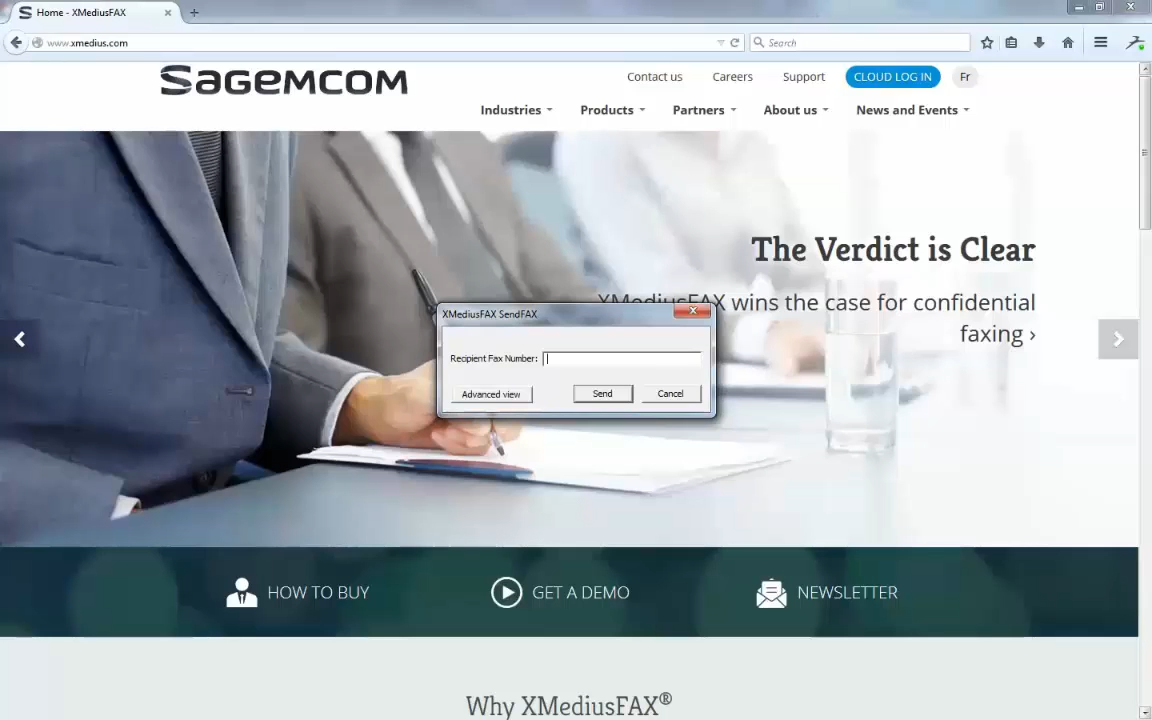 Home - XMediusFAX
www.xmedius.com
Search
Sagemcom
Contact us
Careers
Support
CLOUD LOG IN
Fr
Industries
Products
Partners
About us
News and Events
The Verdict is Clear
XMediusFAX wins the case for confidential
faxing ›
XMediusFAX SendFAX
Recipient Fax Number:
Advanced view
Send
Cancel
HOW TO BUY
GET A DEMO
NEWSLETTER
Why XMediusFAX®